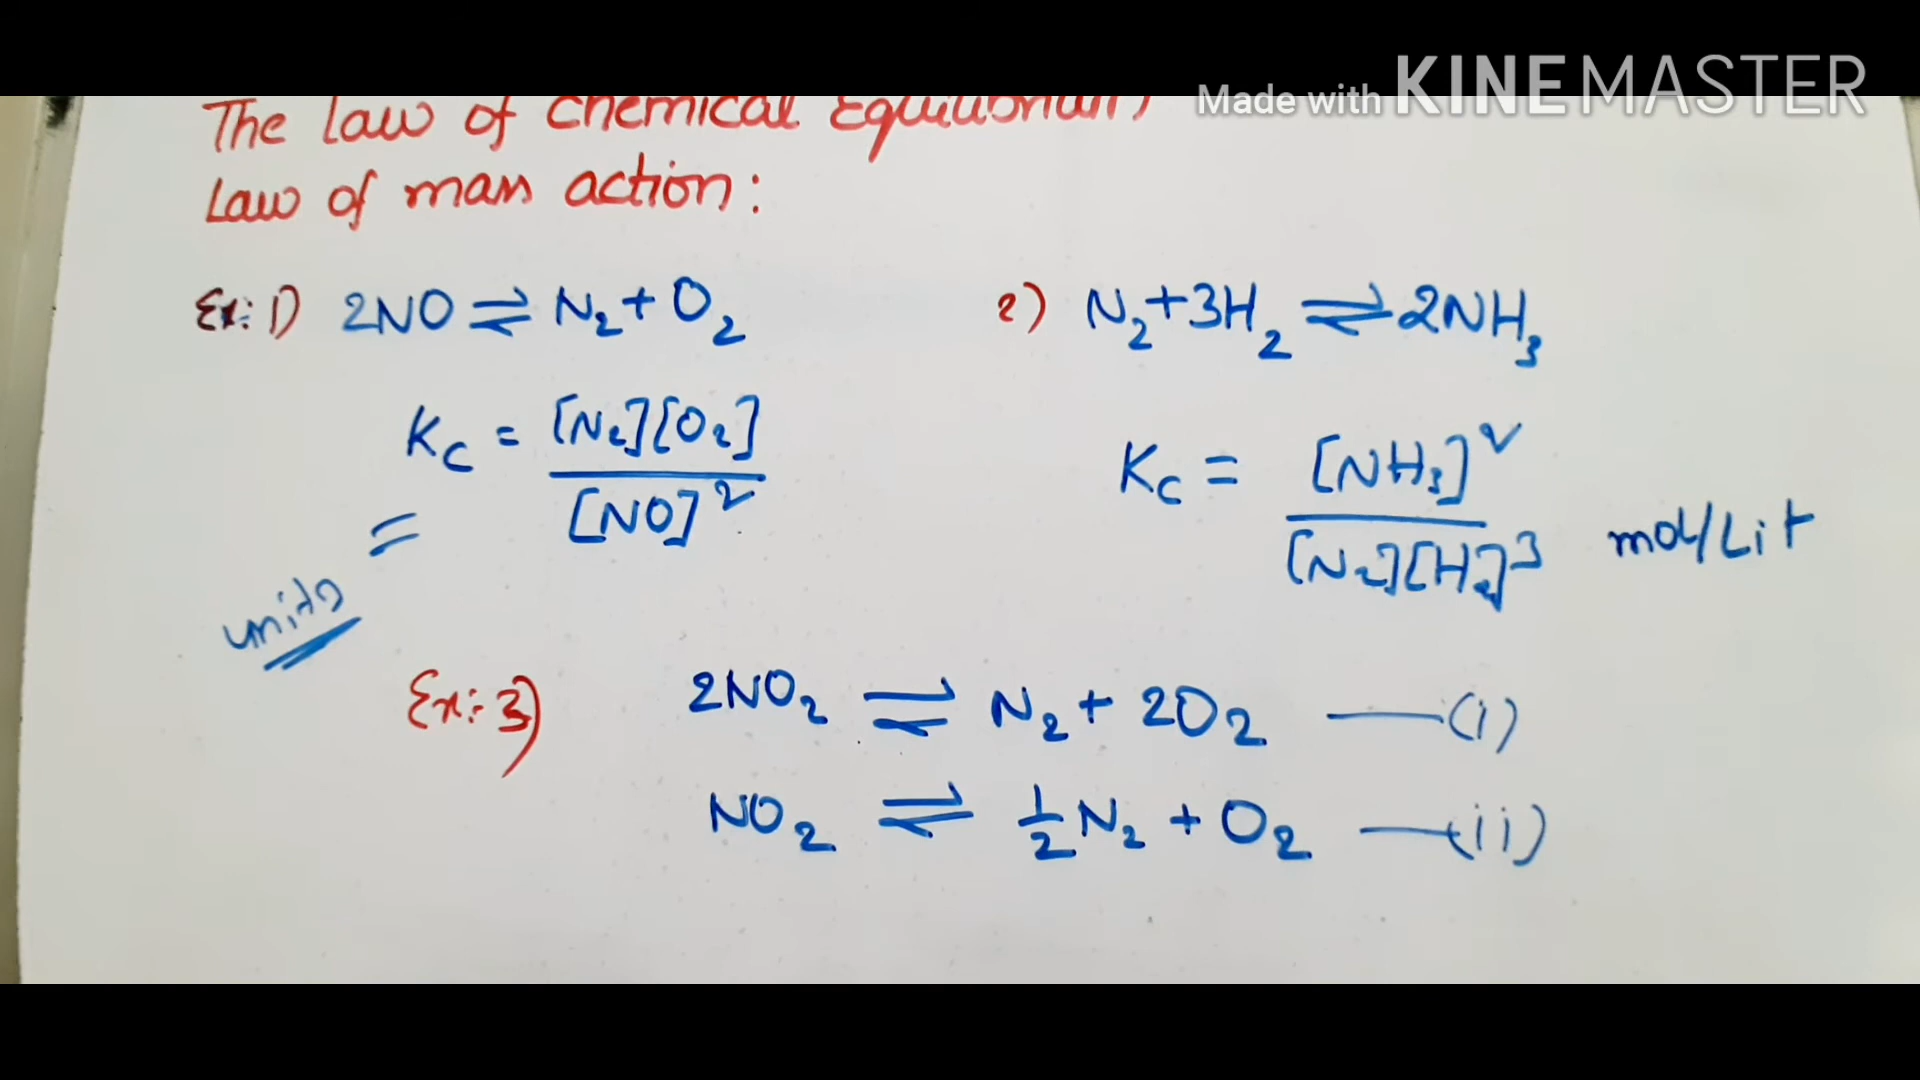 Made with KINEMASTER
The law of chemical Equilibrium
Law of mass action:
Ex:1) 2NO ⇌ N₂ + O₂
Kc = [N₂][O₂] / [NO]²
=
units
2) N₂ + 3H₂ ⇌ 2NH₃
Kc = [NH₃]² / [N₂][H₂]³ mol/Lit
Ex:3) 2NO₂ ⇌ N₂ + 2O₂ —(i)
NO₂ ⇌ ½N₂ + O₂ —(ii)